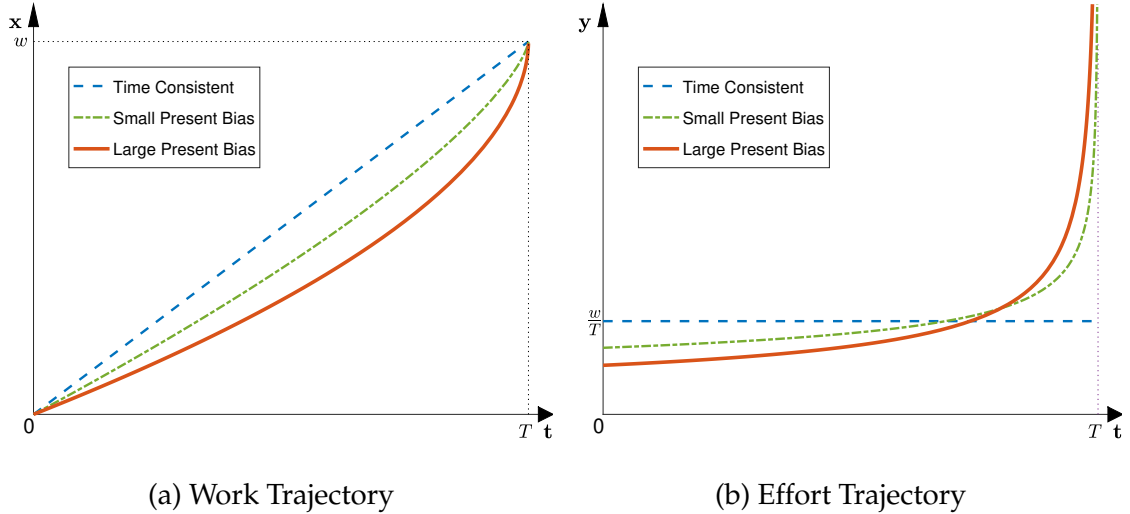 x
w
Time Consistent
Small Present Bias
Large Present Bias
0
T t
(a) Work Trajectory
y
Time Consistent
Small Present Bias
Large Present Bias
w
T
0
T t
(b) Effort Trajectory